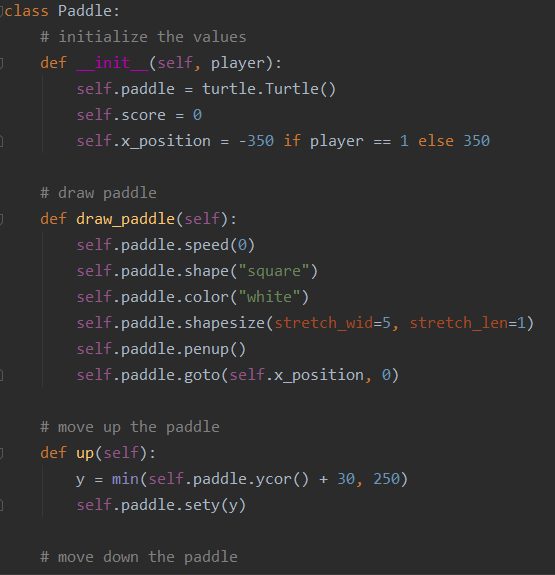 class Paddle:
    # initialize the values
    def __init__(self, player):
        self.paddle = turtle.Turtle()
        self.score = 0
        self.x_position = -350 if player == 1 else 350

    # draw paddle
    def draw_paddle(self):
        self.paddle.speed(0)
        self.paddle.shape("square")
        self.paddle.color("white")
        self.paddle.shapesize(stretch_wid=5, stretch_len=1)
        self.paddle.penup()
        self.paddle.goto(self.x_position, 0)

    # move up the paddle
    def up(self):
        y = min(self.paddle.ycor() + 30, 250)
        self.paddle.sety(y)

    # move down the paddle